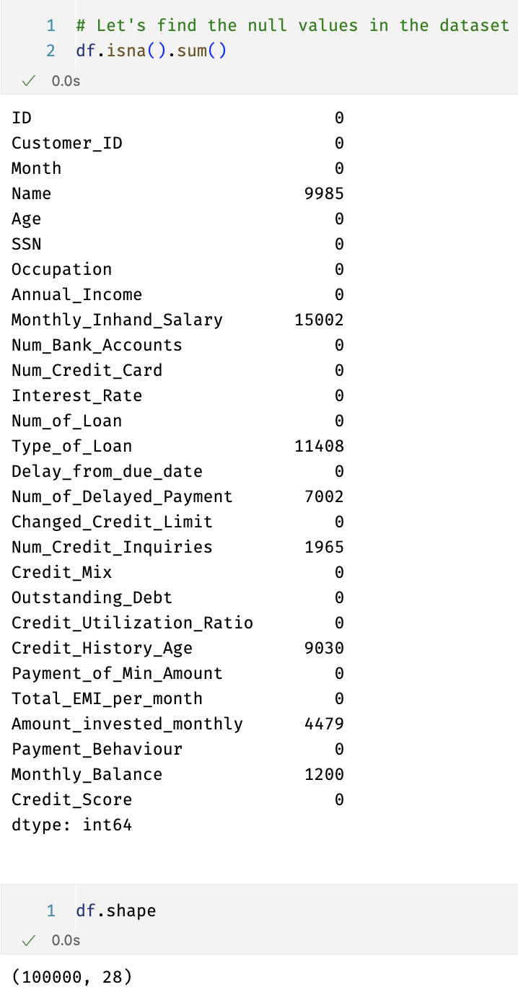 1 # Let's find the null values in the dataset
2 df.isna().sum()
0.0s
ID 0
Customer_ID 0
Month 0
Name 9985
Age 0
SSN 0
Occupation 0
Annual_Income 0
Monthly_Inhand_Salary 15002
Num_Bank_Accounts 0
Num_Credit_Card 0
Interest_Rate 0
Num_of_Loan 0
Type_of_Loan 11408
Delay_from_due_date 0
Num_of_Delayed_Payment 7002
Changed_Credit_Limit 0
Num_Credit_Inquiries 1965
Credit_Mix 0
Outstanding_Debt 0
Credit_Utilization_Ratio 0
Credit_History_Age 9030
Payment_of_Min_Amount 0
Total_EMI_per_month 0
Amount_invested_monthly 4479
Payment_Behaviour 0
Monthly_Balance 1200
Credit_Score 0
dtype: int64
1 df.shape
0.0s
(100000, 28)